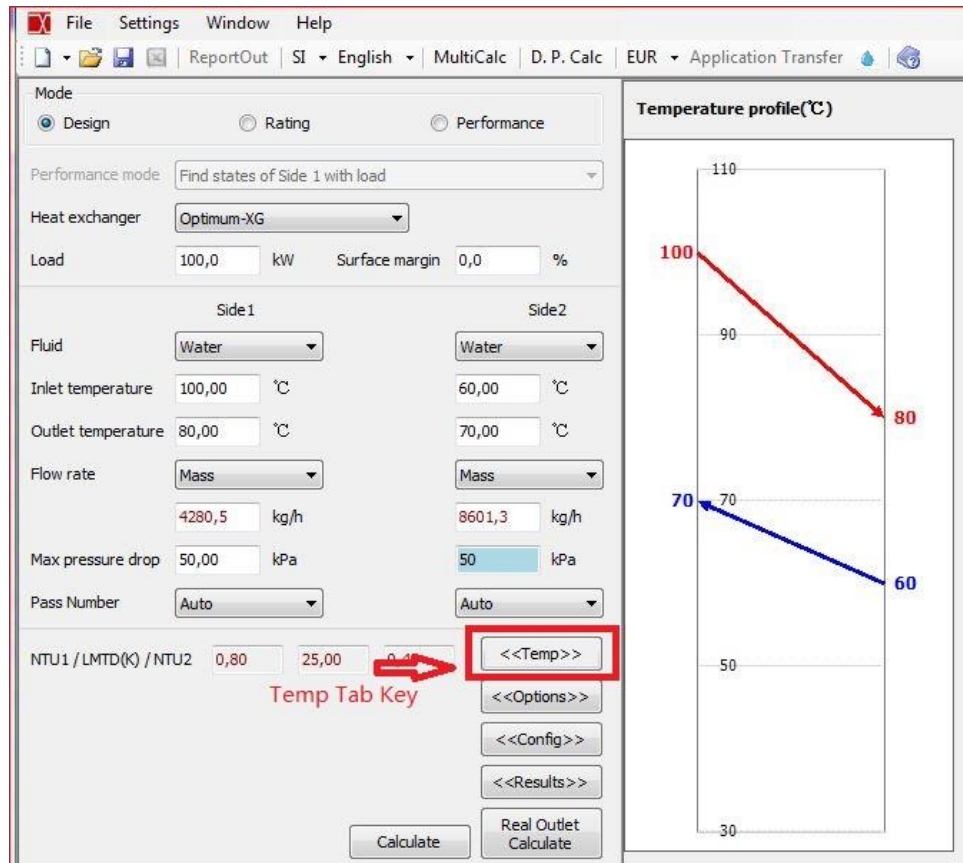 File Settings Window Help
ReportOut SI English MultiCalc D. P. Calc EUR Application Transfer
Mode
Design Rating Performance
Performance mode Find states of Side 1 with load
Heat exchanger Optimum-XG
Load 100,0 kW Surface margin 0,0 %
Side1 Side2
Fluid Water Water
Inlet temperature 100,00 ℃ 60,00 ℃
Outlet temperature 80,00 ℃ 70,00 ℃
Flow rate Mass Mass
4280,5 kg/h 8601,3 kg/h
Max pressure drop 50,00 kPa 50 kPa
Pass Number Auto Auto
NTU1 / LMTD(K) / NTU2 0,80 25,00
<<Temp>>
Temp Tab Key
<<Options>>
<<Config>>
<<Results>>
Calculate
Real Outlet
Calculate
Temperature profile(℃)
110
100
90
80
70 70
60
50
30